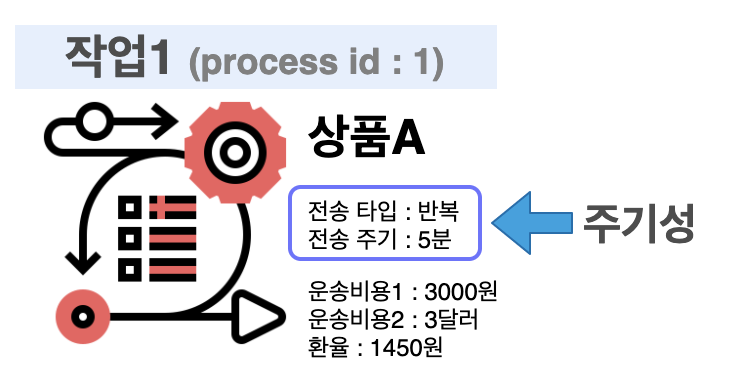 작업1 (process id : 1)
상품A
전송 타입 : 반복
전송 주기 : 5분
주기성
운송비용1 : 3000원
운송비용2 : 3달러
환율 : 1450원